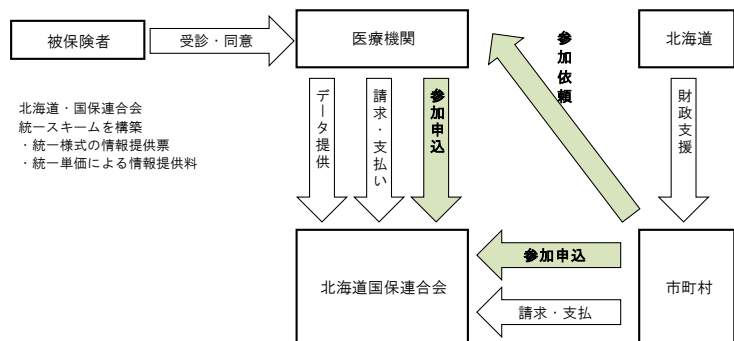 被保険者
受診・同意
医療機関
参加依頼
北海道
北海道・国保連合会
統一スキームを構築
・統一様式の情報提供票
・統一単価による情報提供料
データ提供
請求・支払い
参加申込
財政支援
北海道国保連合会
参加申込
請求・支払
市町村